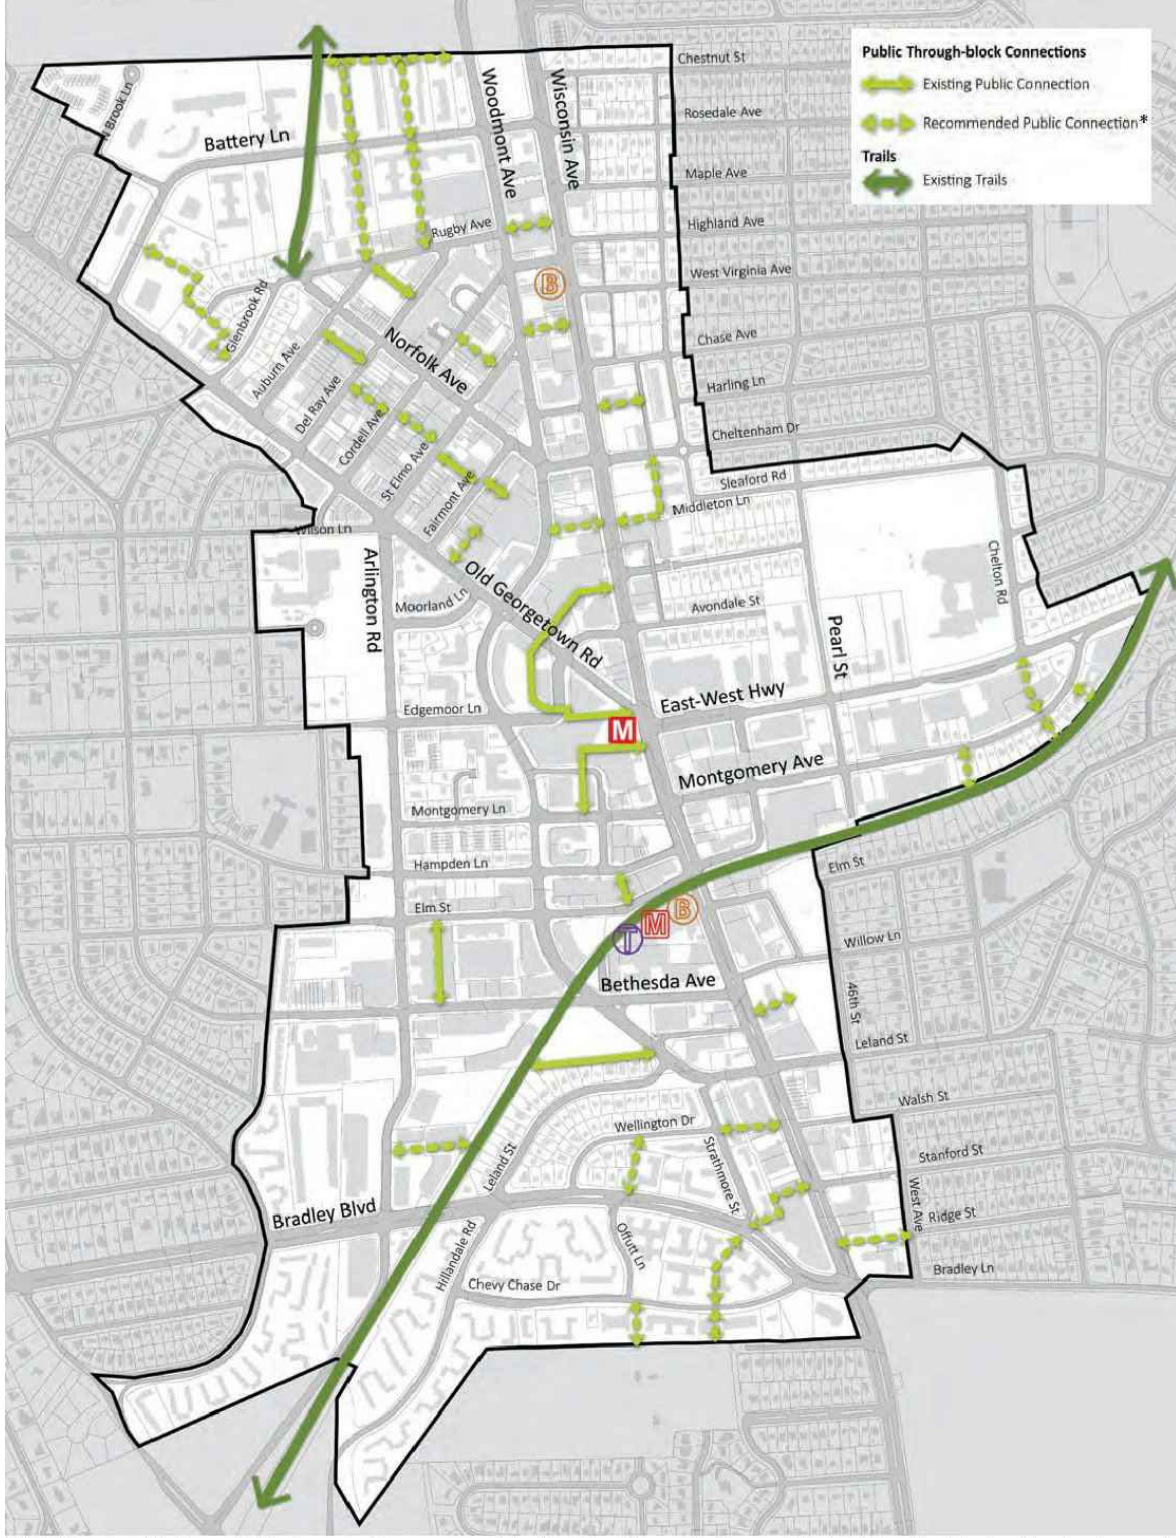 Public Through-block Connections
Existing Public Connection
Recommended Public Connection*
Trails
Existing Trails
Chestnut St
N Brook Ln
Woodmont Ave
Wisconsin Ave
Rosedale Ave
Battery Ln
Maple Ave
Rugby Ave
Highland Ave
West Virginia Ave
B
Glenbrook Rd
Chase Ave
Norfolk Ave
Auburn Ave
Harling Ln
Del Ray Ave
Cordell Ave
Cheltenham Dr
St Elmo Ave
Sleaford Rd
Fairmont Ave
Middleton Ln
Wilson Ln
Arlington Rd
Old Georgetown Rd
Chelton Rd
Moorland Ln
Avondale St
Pearl St
East-West Hwy
Edgemoor Ln
M
Montgomery Ave
Montgomery Ln
Hampden Ln
Elm St
Elm St
B
M
T
Willow Ln
Bethesda Ave
46th St
Leland St
Walsh St
Wellington Dr
Strathmore St
Stanford St
Leland St
West Ave
Ridge St
Bradley Blvd
Hillandale Rd
Offutt Ln
Bradley Ln
Chevy Chase Dr